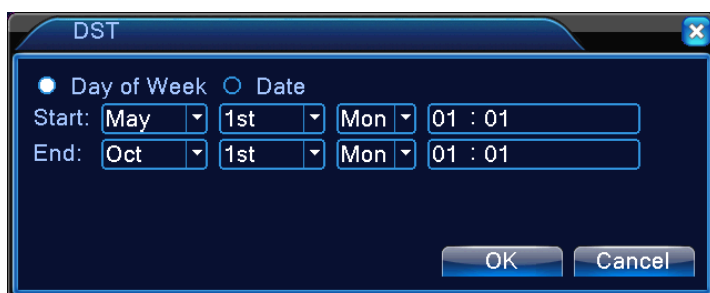 DST
Day of Week Date
Start: May 1st Mon 01 : 01
End: Oct 1st Mon 01 : 01
OK Cancel